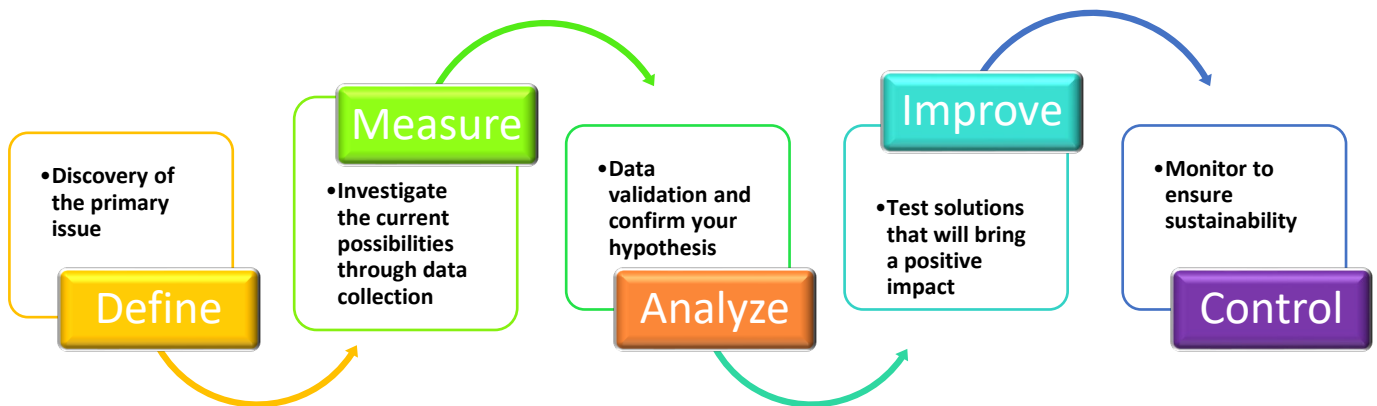 •Discovery of
the primary
issue
Define
Measure
•Investigate
the current
possibilities
through data
collection
•Data
validation and
confirm your
hypothesis
Analyze
Improve
•Test solutions
that will bring
a positive
impact
•Monitor to
ensure
sustainability
Control